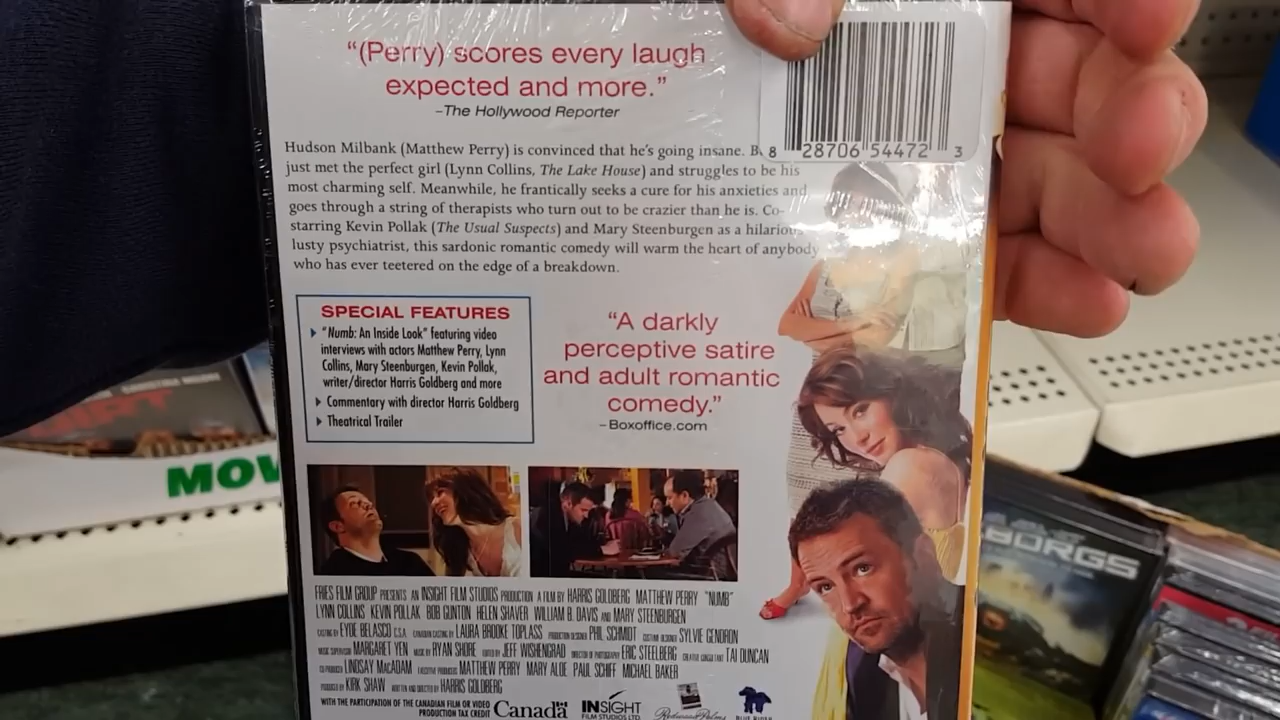 “(Perry) scores every laugh
expected and more.”
–The Hollywood Reporter
8 28706 54472 3
Hudson Milbank (Matthew Perry) is convinced that he's going insane.
just met the perfect girl (Lynn Collins, The Lake House) and struggles to be his
most charming self. Meanwhile, he frantically seeks a cure for his anxieties and
goes through a string of therapists who turn out to be crazier than he is. Co-
starring Kevin Pollak (The Usual Suspects) and Mary Steenburgen as a hilarious
lusty psychiatrist, this sardonic romantic comedy will warm the heart of anybody
who has ever teetered on the edge of a breakdown.
SPECIAL FEATURES
“Numb: An Inside Look” featuring video
interviews with actors Matthew Perry, Lynn
Collins, Mary Steenburgen, Kevin Pollak,
writer/director Harris Goldberg and more
Commentary with director Harris Goldberg
Theatrical Trailer
“A darkly
perceptive satire
and adult romantic
comedy.”
–Boxoffice.com
FRIES FILM GROUP PRESENTS AN INSIGHT FILM STUDIOS PRODUCTION A FILM BY HARRIS GOLDBERG MATTHEW PERRY "NUMB"
LYNN COLLINS KEVIN POLLAK BOB GUNTON HELEN SHAVER WILLIAM B. DAVIS AND MARY STEENBURGEN
CASTING BY EYDE BELASCO C.S.A. CANADIAN CASTING BY LAURA BROOKE TOPLASS PRODUCTION DESIGNER PHIL SCHMIDT COSTUME DESIGNER SYLVIE GENDRON
MUSIC SUPERVISOR MARGARET YEN MUSIC BY RYAN SHORE EDITED BY JEFF WISHENGRAD DIRECTOR OF PHOTOGRAPHY ERIC STEELBERG CREATIVE CONSULTANT TAI DUNCAN
CO-PRODUCER LINDSAY MACADAM EXECUTIVE PRODUCERS MATTHEW PERRY MARY ALOE PAUL SCHIFF MICHAEL BAKER
PRODUCED BY KIRK SHAW WRITTEN AND DIRECTED BY HARRIS GOLDBERG
WITH THE PARTICIPATION OF THE CANADIAN FILM OR VIDEO
PRODUCTION TAX CREDIT
Canada
INSIGHT
FILM STUDIOS LTD.
MOV
BORGS